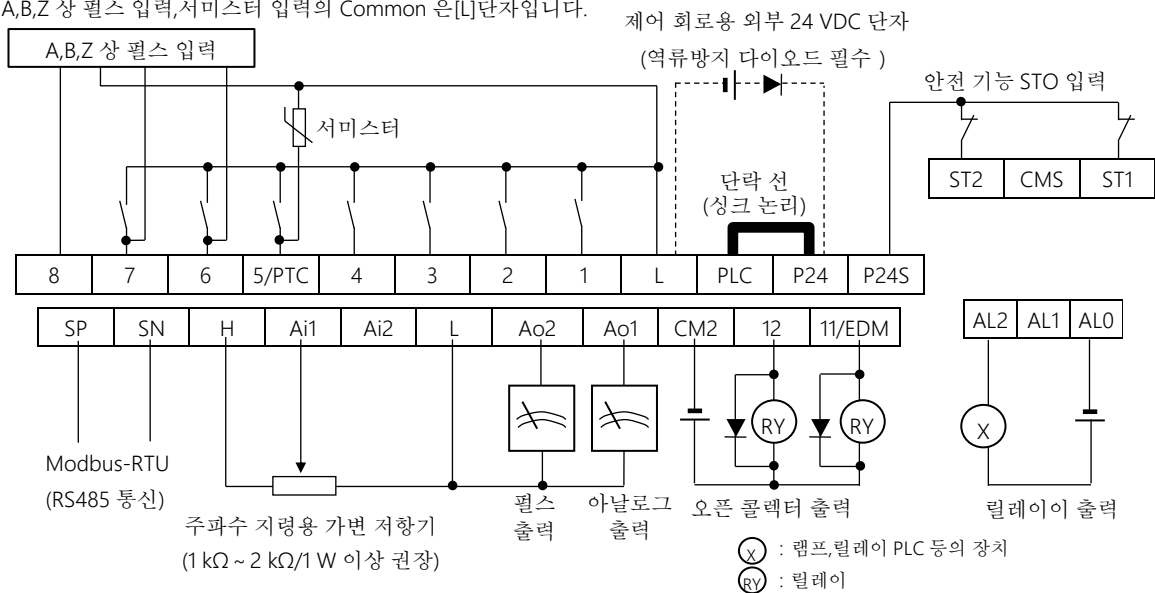 A,B,Z 상 펄스 입력,서미스터 입력의 Common 은[L]단자입니다.
제어 회로용 외부 24 VDC 단자
(역류방지 다이오드 필수 )
A,B,Z 상 펄스 입력
안전 기능 STO 입력
서미스터
단락 선
(싱크 논리)
ST2 CMS ST1
8 7 6 5/PTC 4 3 2 1 L PLC P24 P24S
SP SN H Ai1 Ai2 L Ao2 Ao1 CM2 12 11/EDM
AL2 AL1 AL0
RY RY
X
Modbus-RTU
(RS485 통신)
주파수 지령용 가변 저항기
(1 kΩ ~ 2 kΩ/1 W 이상 권장)
펄스
출력
아날로그
출력
오픈 콜렉터 출력
릴레이이 출력
X : 램프,릴레이 PLC 등의 장치
RY : 릴레이